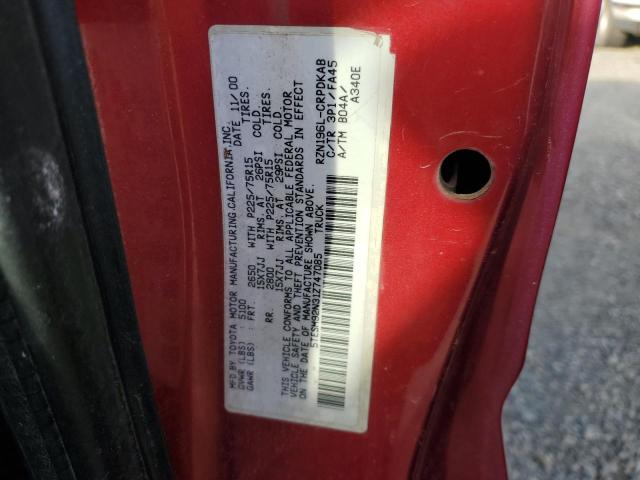 MFD BY TOYOTA MOTOR MANUFACTURING.CALIFORNIA.INC.
DATE 11/00
GVWR (LBS) : 5100
GAWR (LBS) : FRT. 2650 WITH P225/75R15 TIRES.
15X7JJ RIMS. AT 26PSI COLD.
RR. 2800 WITH P225/75R15 TIRES.
15X7JJ RIMS. AT 29PSI COLD.
THIS VEHICLE CONFORMS TO ALL APPLICABLE FEDERAL MOTOR
VEHICLE SAFETY AND THEFT PREVENTION STANDARDS IN EFFECT
ON THE DATE OF MANUFACTURE SHOWN ABOVE.
5TESM92N31Z747085 TRUCK
RZN196L-CRPDKAB
C/TR 3P1 /FA45
A/TM B04A/
A340E